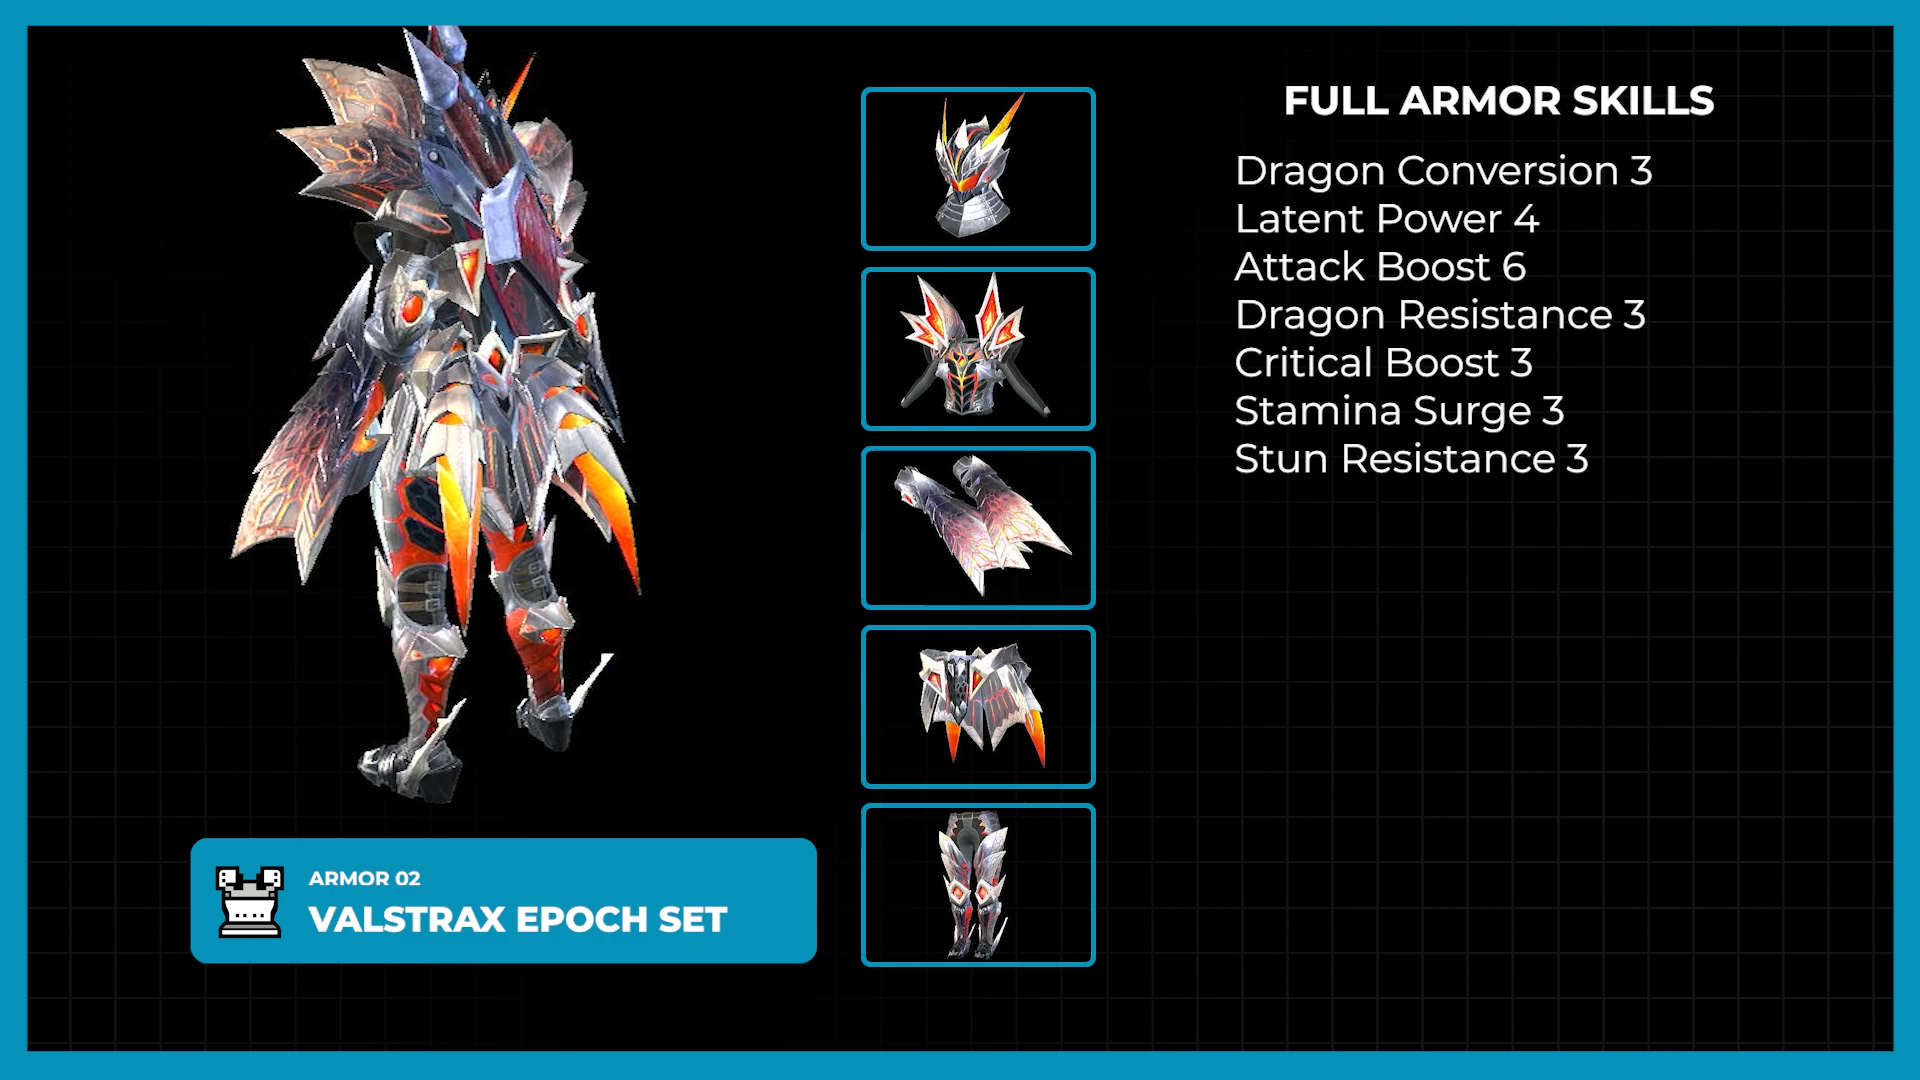 FULL ARMOR SKILLS
Dragon Conversion 3
Latent Power 4
Attack Boost 6
Dragon Resistance 3
Critical Boost 3
Stamina Surge 3
Stun Resistance 3
ARMOR 02
VALSTRAX EPOCH SET